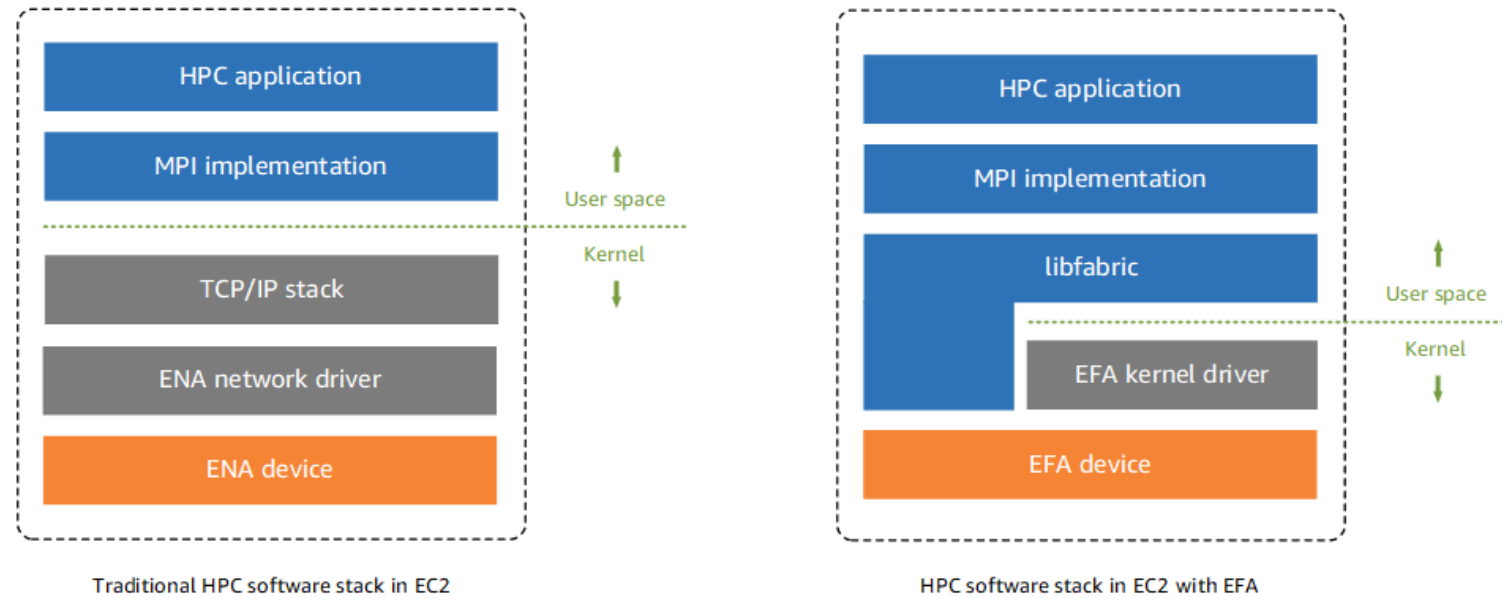 HPC application
MPI implementation
User space
Kernel
TCP/IP stack
ENA network driver
ENA device
Traditional HPC software stack in EC2
HPC application
MPI implementation
libfabric
User space
Kernel
EFA kernel driver
EFA device
HPC software stack in EC2 with EFA